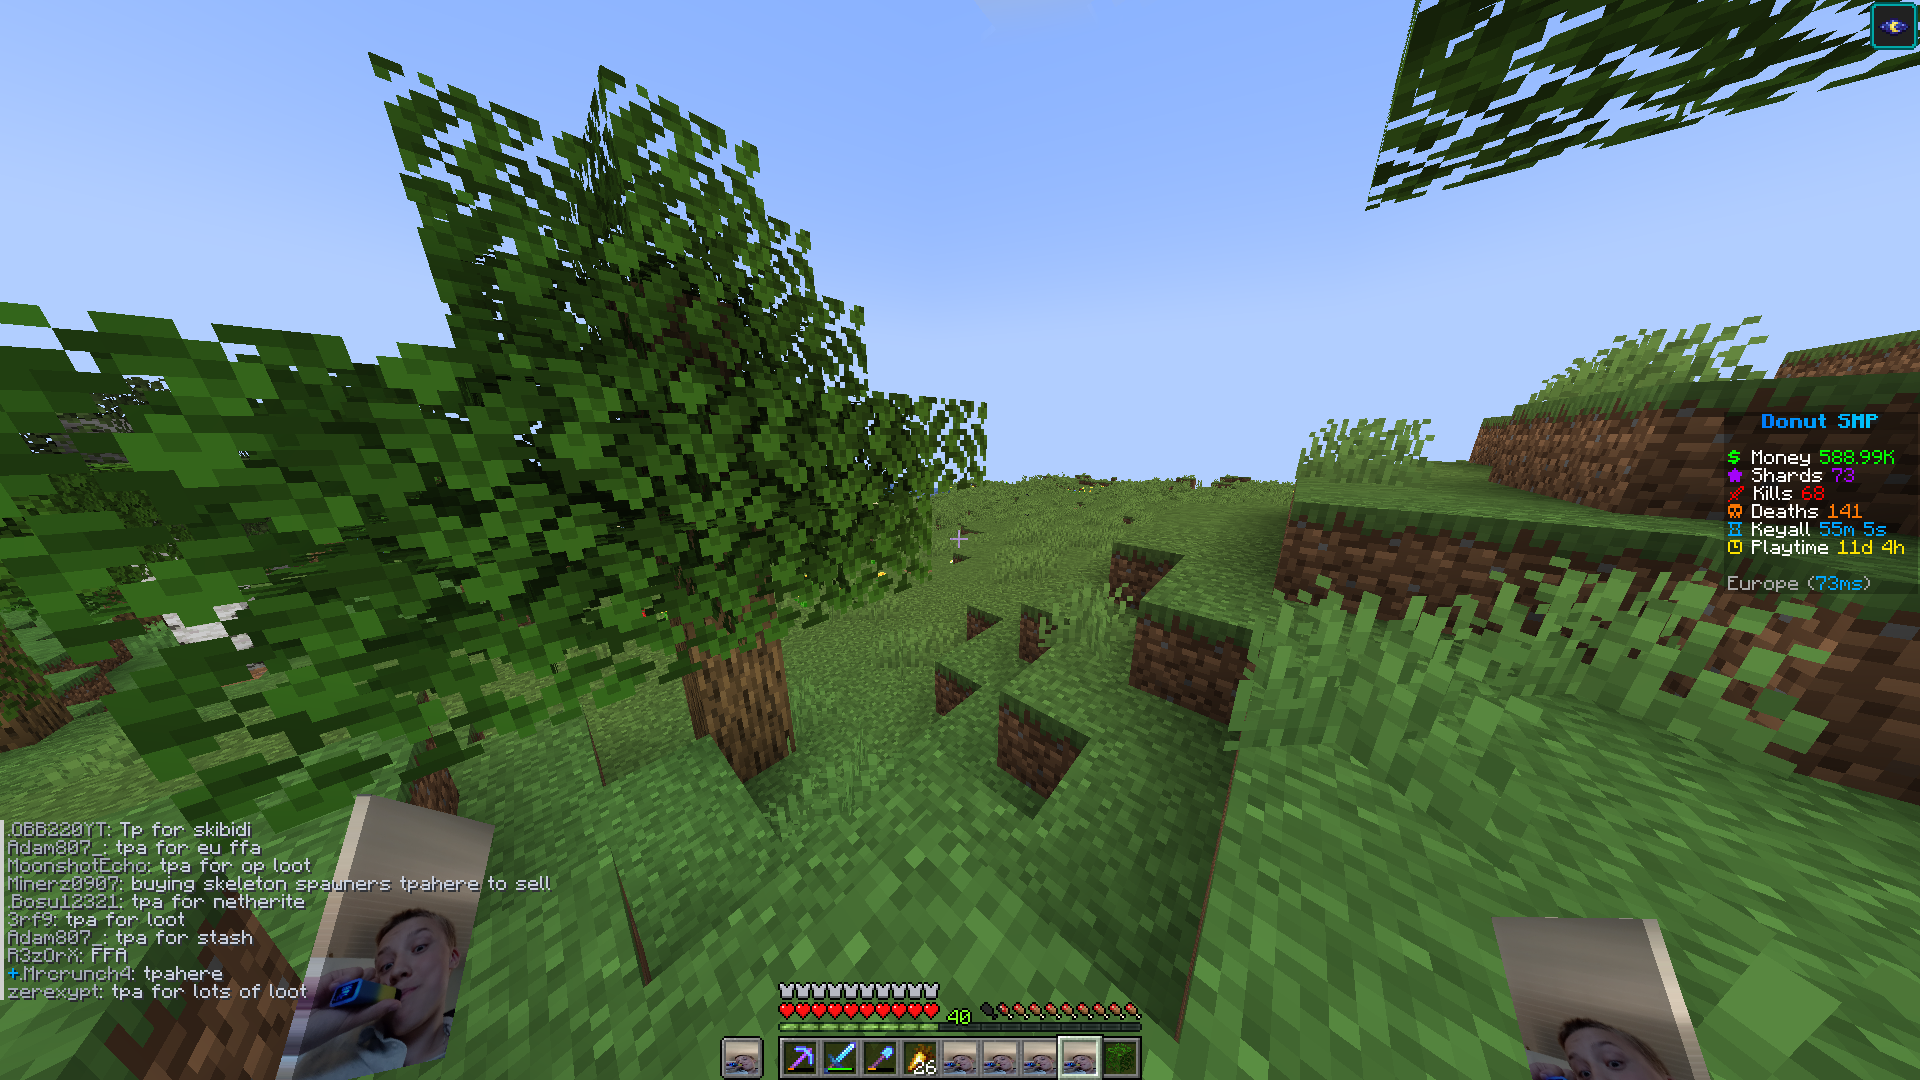 Donut SMP
$ Money 588.99K
Shards 73
Kills 68
Deaths 141
Keyall 55m 5s
Playtime 11d 4h
Europe (73ms)
.OBB220YT: Tp for skibidi
Adam807_: tpa for eu ffa
MoonshotEcho: tpa for op loot
Minerz0907: buying skeleton spawners tpahere to sell
.Bosu12321: tpa for netherite
3rf9: tpa for loot
Adam807_: tpa for stash
R3z0rX: FFA
+.Mrcrunch4: tpahere
zerexypt: tpa for lots of loot
40
26